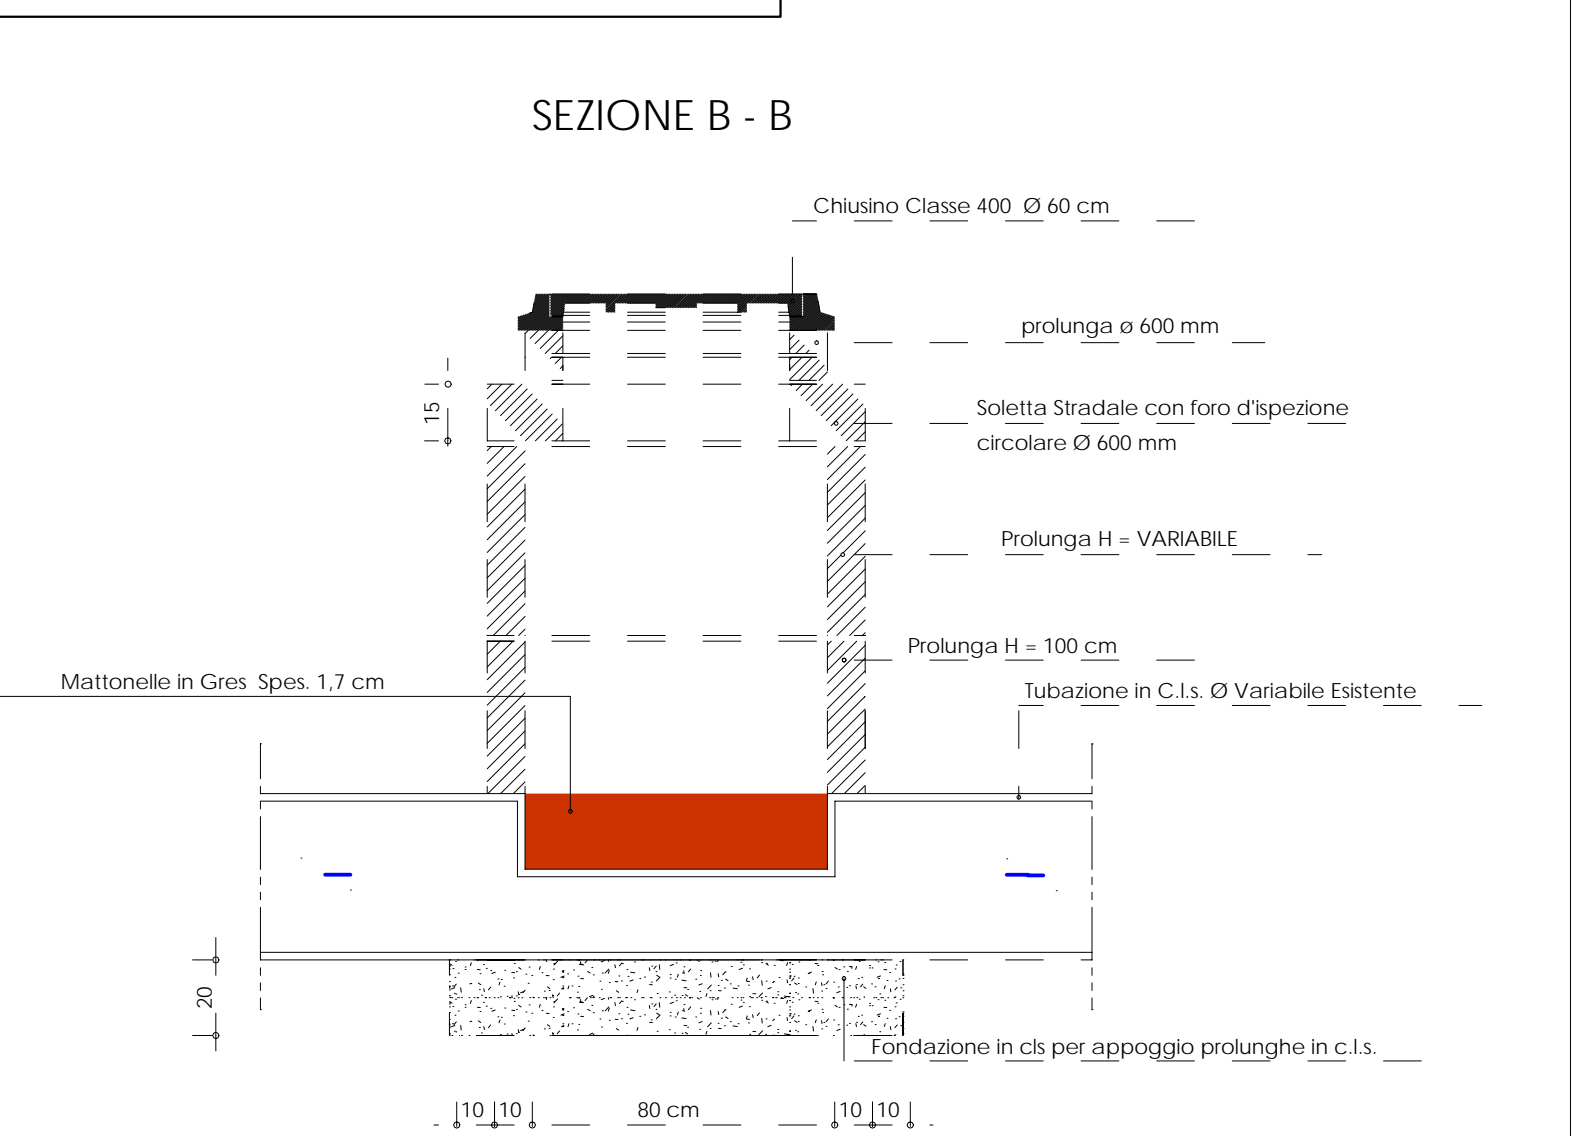 SEZIONE B - B
Chiusino Classe 400 Ø 60 cm
prolunga ø 600 mm
15
Soletta Stradale con foro d'ispezione
circolare Ø 600 mm
Prolunga H = VARIABILE
Prolunga H = 100 cm
Mattonelle in Gres Spes. 1,7 cm
Tubazione in C.l.s. Ø Variabile Esistente
20
Fondazione in cls per appoggio prolunghe in c.l.s.
10 10 80 cm 10 10